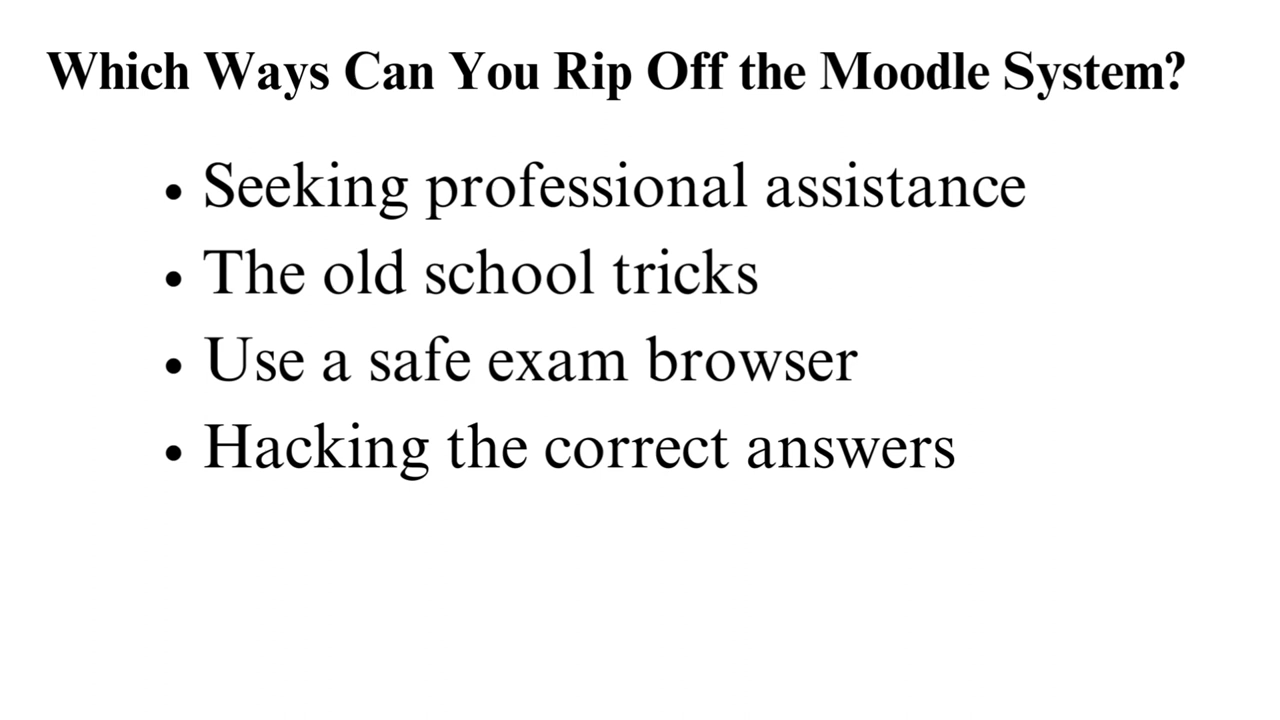 Which Ways Can You Rip Off the Moodle System?
• Seeking professional assistance
• The old school tricks
• Use a safe exam browser
• Hacking the correct answers